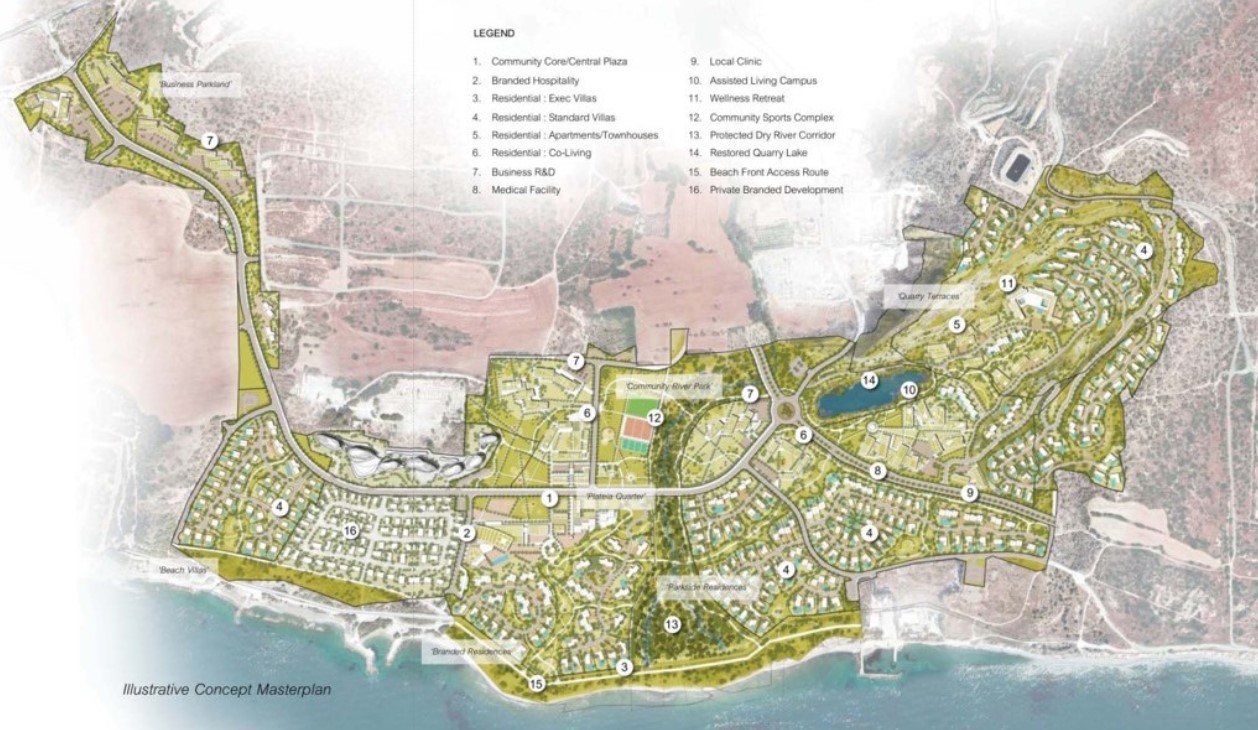 LEGEND
1. Community Core/Central Plaza
2. Branded Hospitality
3. Residential : Exec Villas
4. Residential : Standard Villas
5. Residential : Apartments/Townhouses
6. Residential : Co-Living
7. Business R&D
8. Medical Facility
9. Local Clinic
10. Assisted Living Campus
11. Wellness Retreat
12. Community Sports Complex
13. Protected Dry River Corridor
14. Restored Quarry Lake
15. Beach Front Access Route
16. Private Branded Development
'Business Parkland'
7
4
11
'Quarry Terraces'
5
7
'Community River Park'
14
10
7
6
12
6
8
9
1
'Plateia Quarter'
4
16
2
4
'Beach Villas'
4
'Parkside Residences'
13
'Branded Residences'
3
15
Illustrative Concept Masterplan